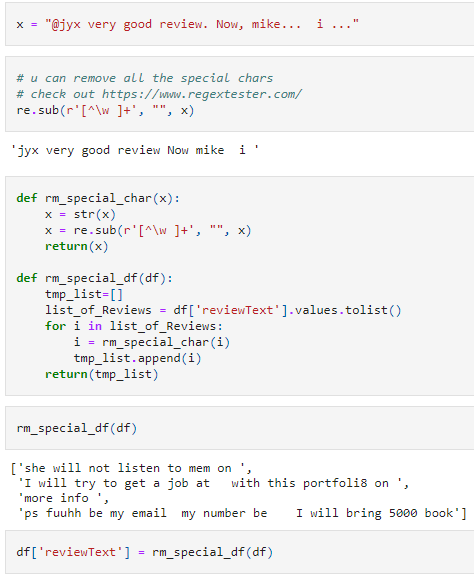 x = "@jyx very good review. Now, mike...  i ..."
# u can remove all the special chars
# check out https://www.regextester.com/
re.sub(r'[^\w ]+', "", x)
'jyx very good review Now mike  i '
def rm_special_char(x):
    x = str(x)
    x = re.sub(r'[^\w ]+', "", x)
    return(x)
def rm_special_df(df):
    tmp_list=[]
    list_of_Reviews = df['reviewText'].values.tolist()
    for i in list_of_Reviews:
        i = rm_special_char(i)
        tmp_list.append(i)
    return(tmp_list)
rm_special_df(df)
['she will not listen to mem on ',
 'I will try to get a job at   with this portfoli8 on ',
 'more info ',
 'ps fuuhh be my email  my number be    I will bring 5000 book']
df['reviewText'] = rm_special_df(df)